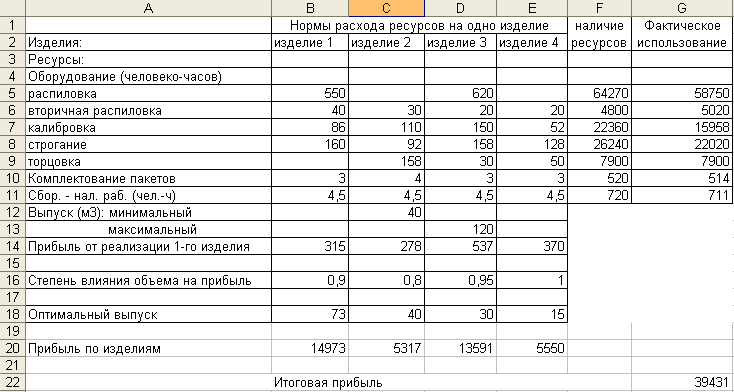 A B C D E F G
1 Нормы расхода ресурсов на одно изделие наличие Фактическое
2 Изделия: изделие 1 изделие 2 изделие 3 изделие 4 ресурсов использование
3 Ресурсы:
4 Оборудование (человеко-часов)
5 распиловка 550 620 64270 58750
6 вторичная распиловка 40 30 20 20 4800 5020
7 калибровка 86 110 150 52 22360 15958
8 строгание 160 92 158 128 26240 22020
9 торцовка 158 30 50 7900 7900
10 Комплектование пакетов 3 4 3 3 520 514
11 Сбор. - нал. раб. (чел.-ч) 4,5 4,5 4,5 4,5 720 711
12 Выпуск (м3): минимальный 40
13 максимальный 120
14 Прибыль от реализации 1-го изделия 315 278 537 370
15
16 Степень влияния объема на прибыль 0,9 0,8 0,95 1
17
18 Оптимальный выпуск 73 40 30 15
19
20 Прибыль по изделиям 14973 5317 13591 5550
21
22 Итоговая прибыль 39431